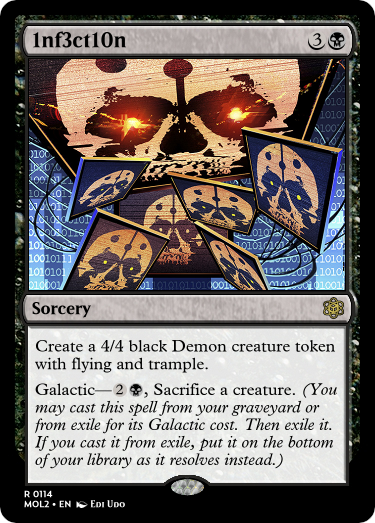 1nf3ct10n 3
Sorcery
Create a 4/4 black Demon creature token
with flying and trample.
Galactic—2, Sacrifice a creature. (You
may cast this spell from your graveyard or
from exile for its Galactic cost. Then exile it.
If you cast it from exile, put it on the bottom
of your library as it resolves instead.)
R 0114
MOL2 • EN Edi Udo